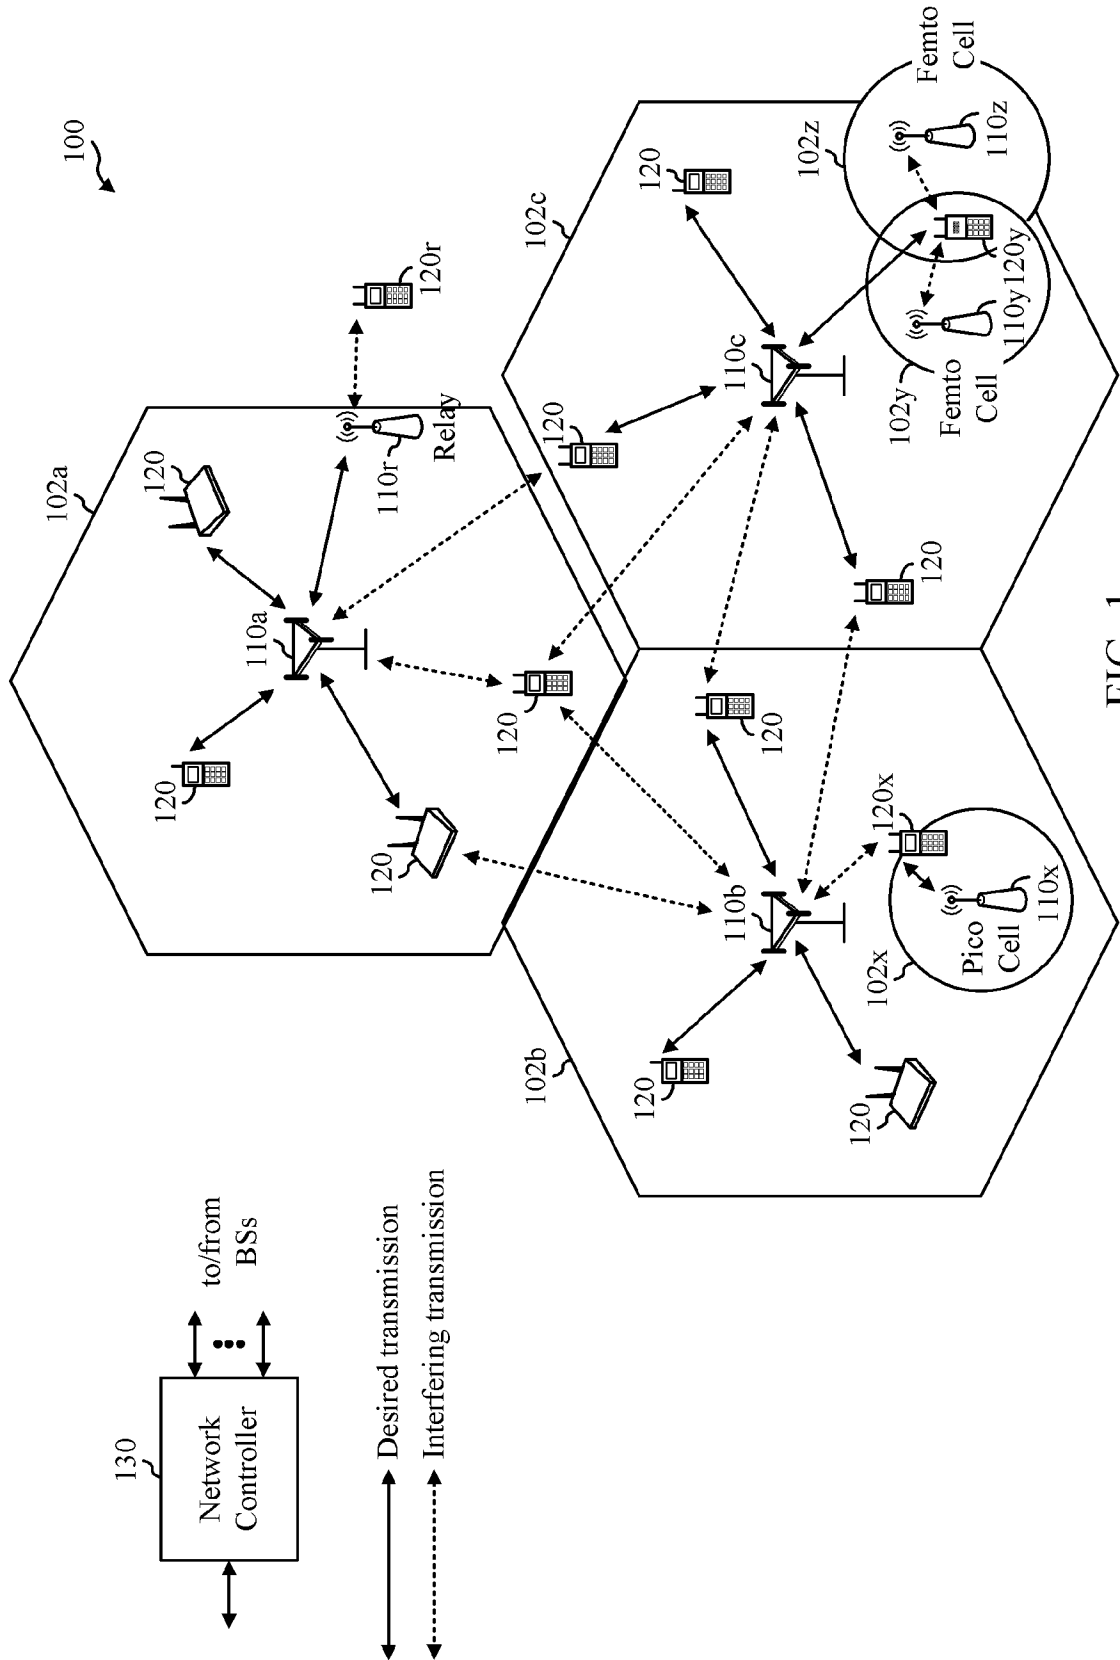 102a
100
130
120
120
Network
Controller
to/from
BSs
110a
Desired transmission
Interfering transmission
120
110r
Relay
120r
120
102b
102c
120
120
120
110b
110c
120
102z
120
102x
120x
102y
120
Femto
Cell
Femto
Cell
Pico
Cell
110z
110y
120y
110x
FIG. 1